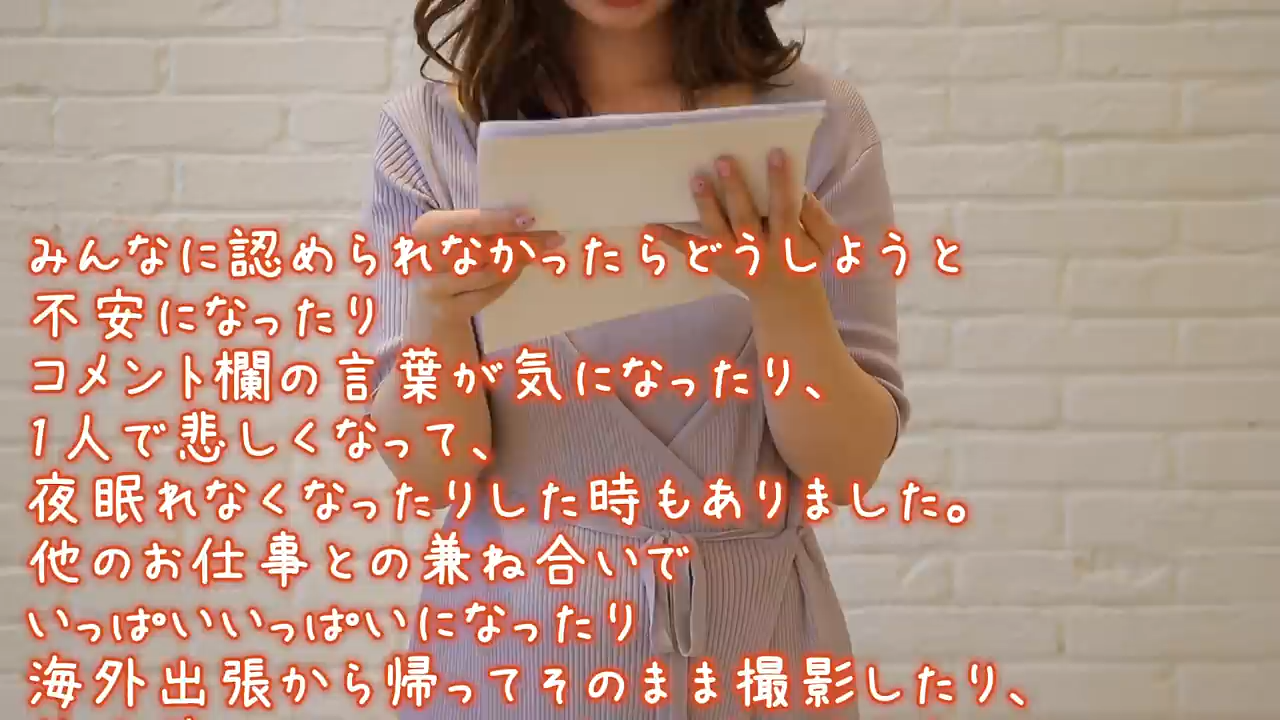 みんなに認められなかったらどうしようと
不安になったり
コメント欄の言葉が気になったり、
1人で悲しくなって、
夜眠れなくなったりした時もありました。
他のお仕事との兼ね合いで
いっぱいいっぱいになったり
海外出張から帰ってそのまま撮影したり、